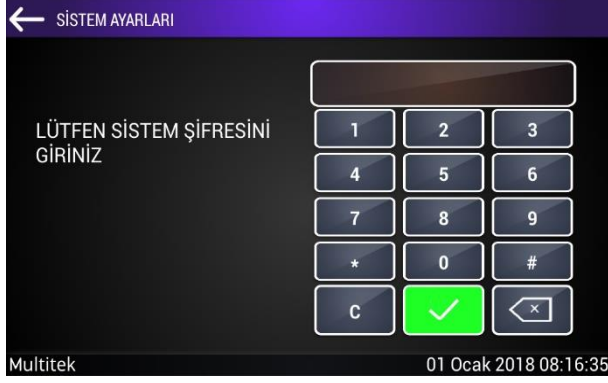 SİSTEM AYARLARI
LÜTFEN SİSTEM ŞİFRESİNİ
GİRİNİZ
1 2 3
4 5 6
7 8 9
* 0 #
C
Multitek 01 Ocak 2018 08:16:35